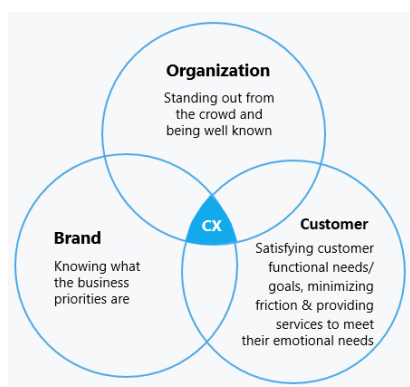 Organization
Standing out from
the crowd and
being well known
CX
Brand
Knowing what
the business
priorities are
Customer
Satisfying customer
functional needs/
goals, minimizing
friction & providing
services to meet
their emotional needs